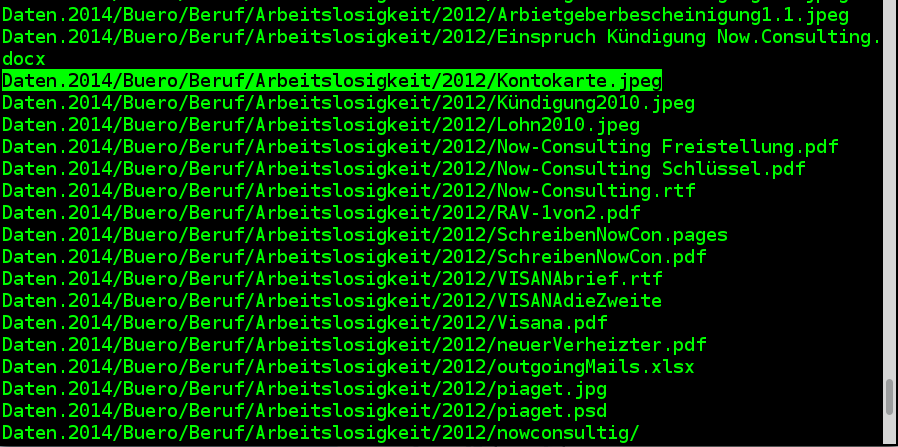 Daten.2014/Buero/Beruf/Arbeitslosigkeit/2012/Arbietgeberbescheinigung1.1.jpeg
Daten.2014/Buero/Beruf/Arbeitslosigkeit/2012/Einspruch Kündigung Now.Consulting.
docx
Daten.2014/Buero/Beruf/Arbeitslosigkeit/2012/Kontokarte.jpeg
Daten.2014/Buero/Beruf/Arbeitslosigkeit/2012/Kündigung2010.jpeg
Daten.2014/Buero/Beruf/Arbeitslosigkeit/2012/Lohn2010.jpeg
Daten.2014/Buero/Beruf/Arbeitslosigkeit/2012/Now-Consulting Freistellung.pdf
Daten.2014/Buero/Beruf/Arbeitslosigkeit/2012/Now-Consulting Schlüssel.pdf
Daten.2014/Buero/Beruf/Arbeitslosigkeit/2012/Now-Consulting.rtf
Daten.2014/Buero/Beruf/Arbeitslosigkeit/2012/RAV-1von2.pdf
Daten.2014/Buero/Beruf/Arbeitslosigkeit/2012/SchreibenNowCon.pages
Daten.2014/Buero/Beruf/Arbeitslosigkeit/2012/SchreibenNowCon.pdf
Daten.2014/Buero/Beruf/Arbeitslosigkeit/2012/VISANAbrief.rtf
Daten.2014/Buero/Beruf/Arbeitslosigkeit/2012/VISANAdieZweite
Daten.2014/Buero/Beruf/Arbeitslosigkeit/2012/Visana.pdf
Daten.2014/Buero/Beruf/Arbeitslosigkeit/2012/neuerVerheizter.pdf
Daten.2014/Buero/Beruf/Arbeitslosigkeit/2012/outgoingMails.xlsx
Daten.2014/Buero/Beruf/Arbeitslosigkeit/2012/piaget.jpg
Daten.2014/Buero/Beruf/Arbeitslosigkeit/2012/piaget.psd
Daten.2014/Buero/Beruf/Arbeitslosigkeit/2012/nowconsultig/